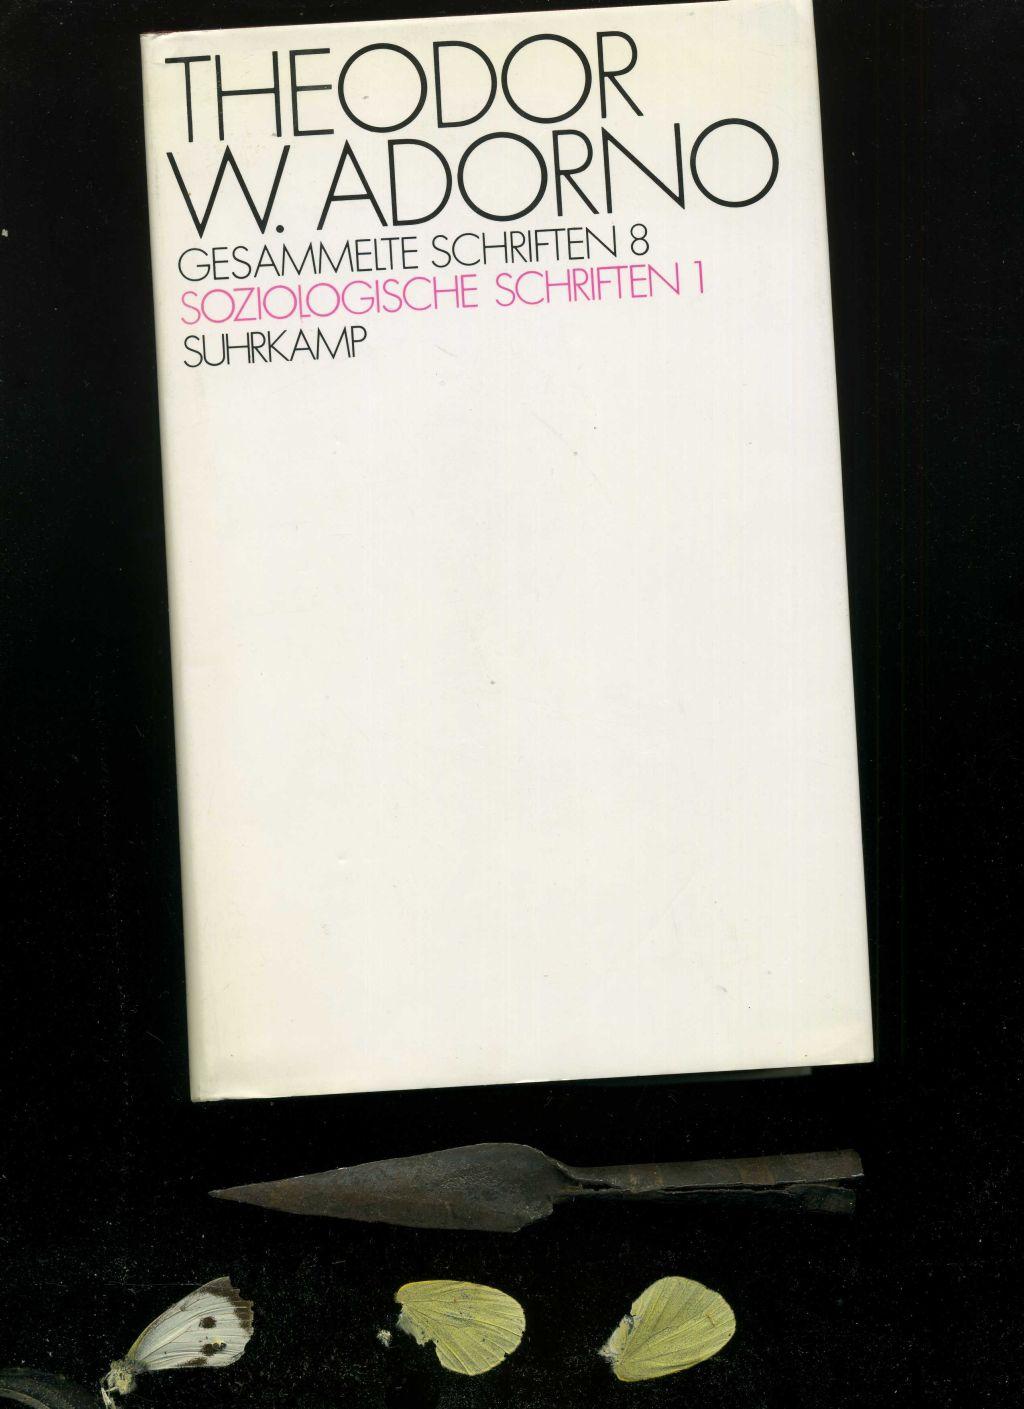 THEODOR
W. ADORNO
GESAMMELTE SCHRIFTEN 8
SOZIOLOGISCHE SCHRIFTEN 1
SUHRKAMP